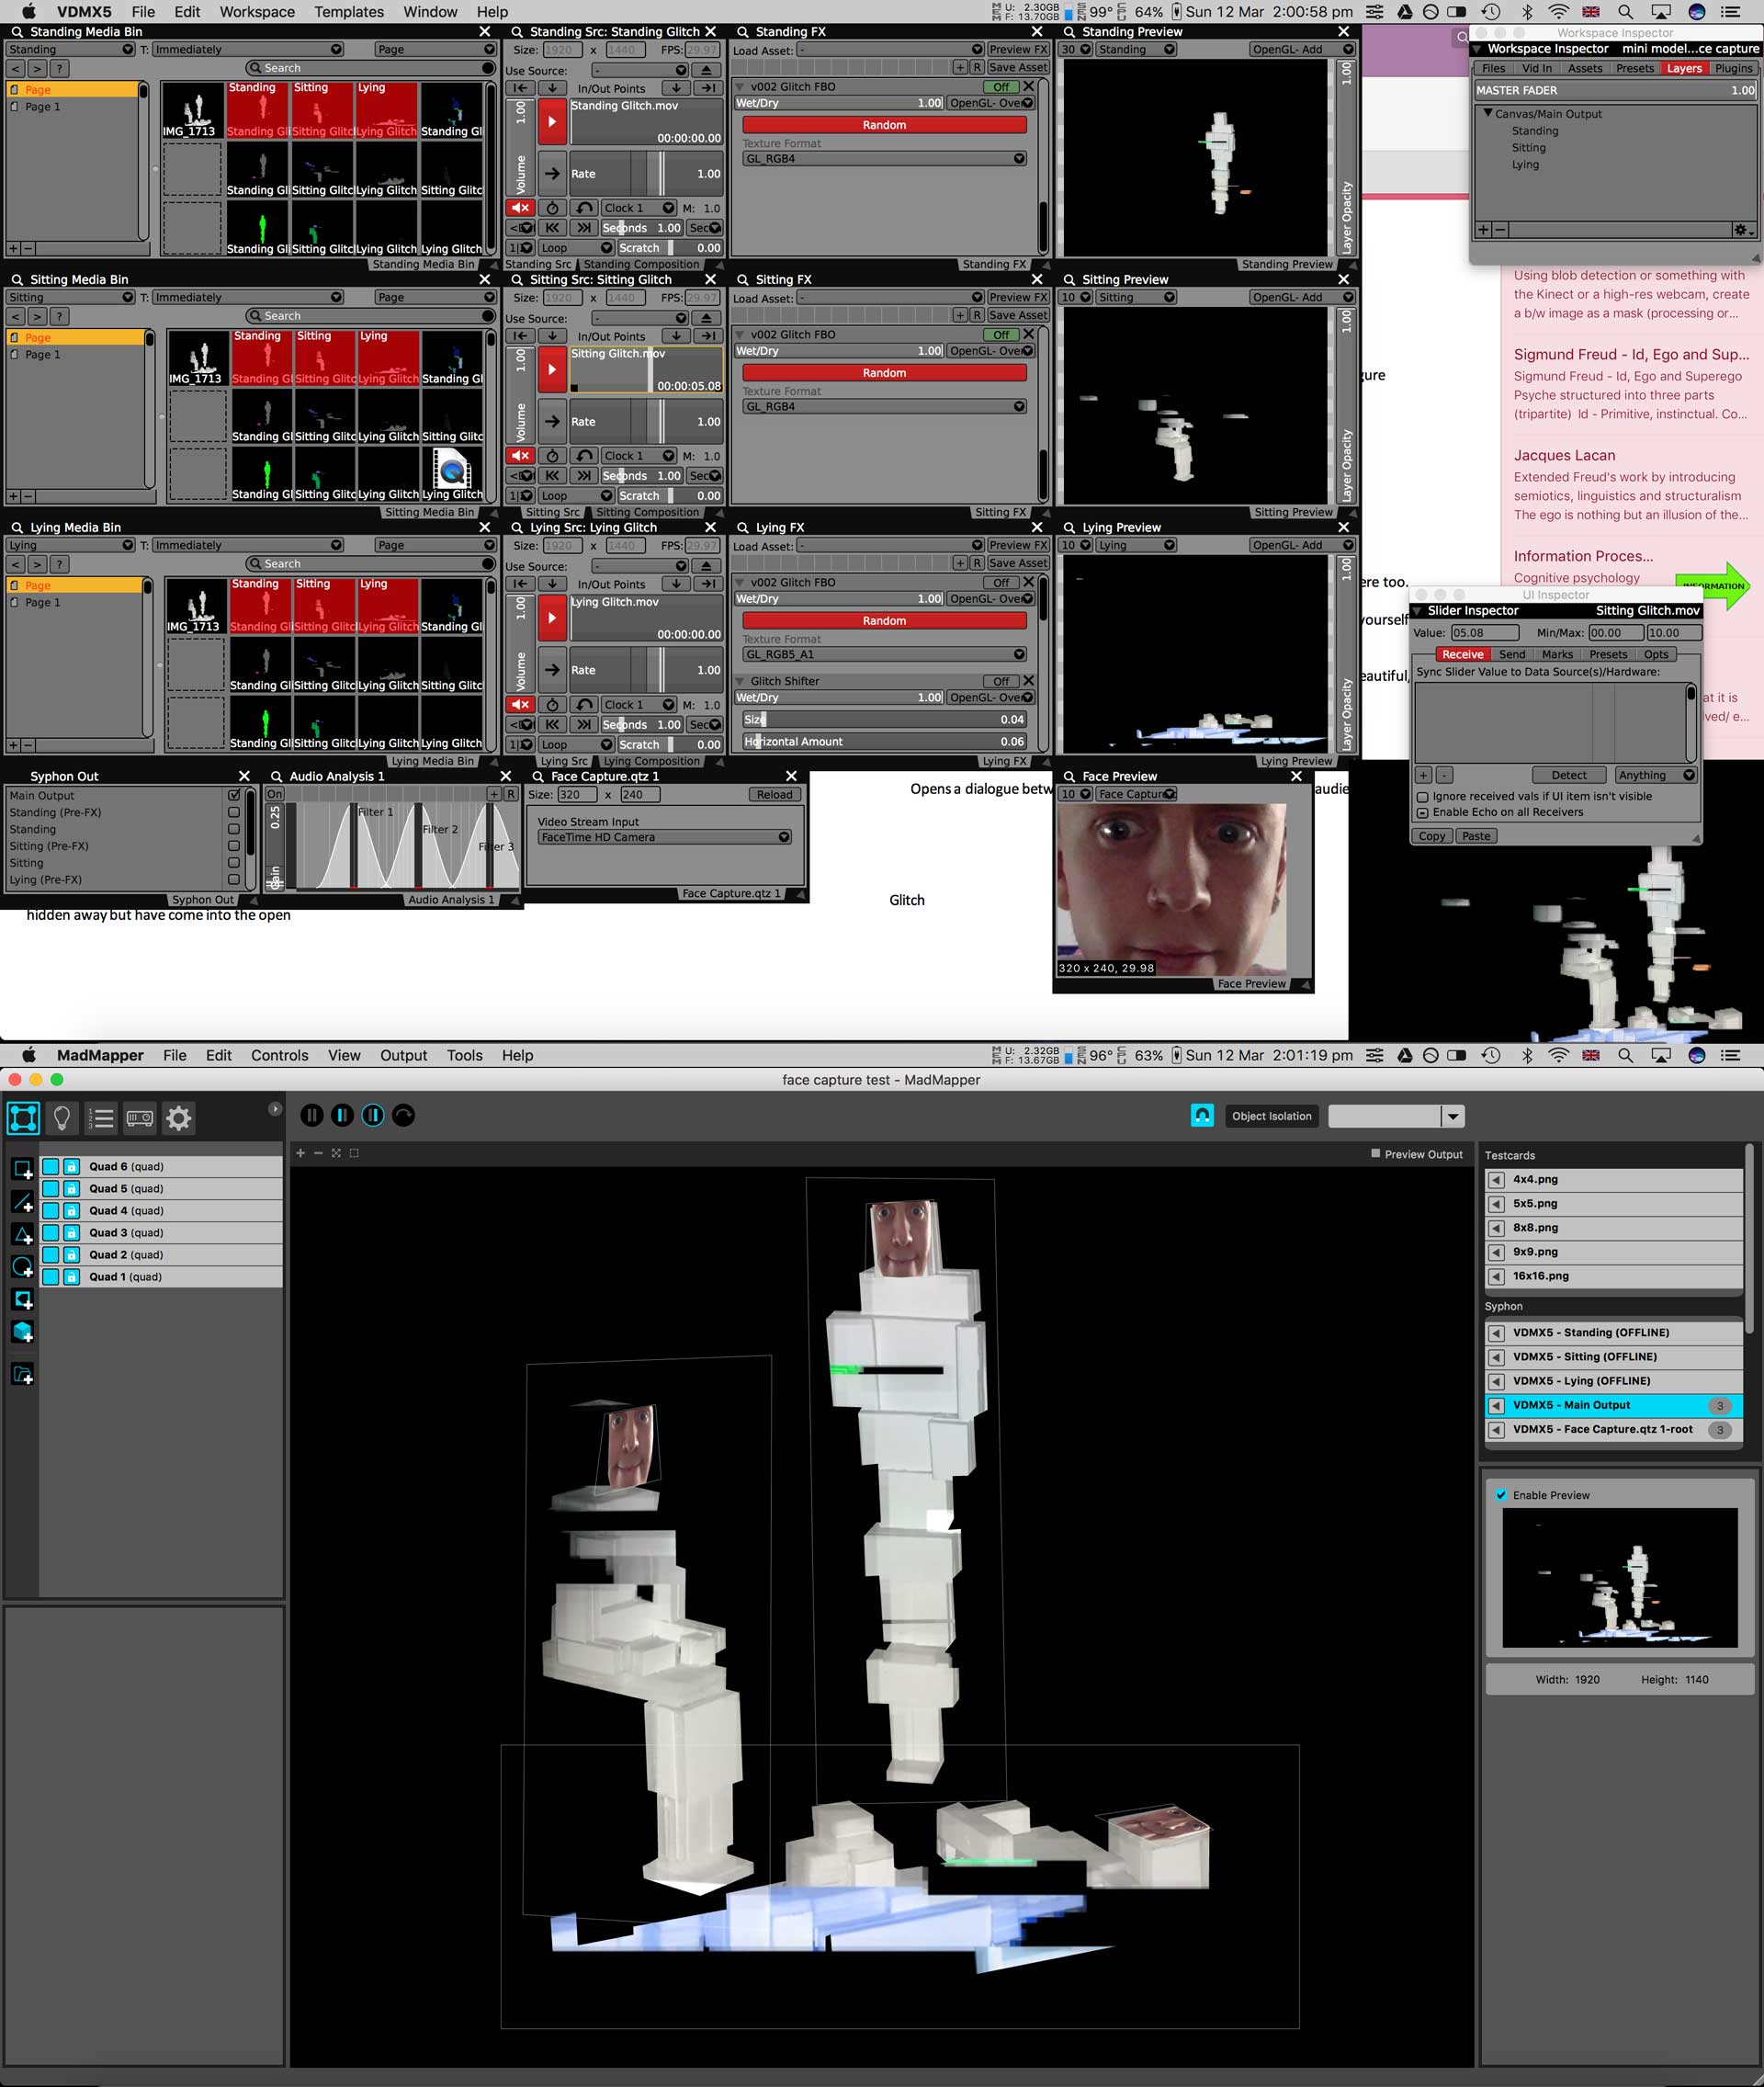 VDMX5 File Edit Workspace Templates Window Help
U: 2.30GB F: 13.70GB 99° 64% Sun 12 Mar 2:00:58 pm
Standing Media Bin
Standing T: Immediately Page
< > ? Search
Page
Page 1
IMG_1713 Standing Sitting Lying
Standing Gl Sitting Glitc Lying Glitch Standing Gl
Standing Gl Sitting Glitc Lying Glitch Sitting Glitc
Standing Gl Sitting Glitc Lying Glitch Lying Glitch
Standing Media Bin
Standing Src: Standing Glitch
Size: 1920 x 1440 FPS: 29.97
Use Source: -
In/Out Points
1.00 Standing Glitch.mov
00:00:00.00
Volume Rate 1.00
Clock 1 M: 1.0
Seconds 1.00 Sec
Loop Scratch 0.00
Standing Src Standing Composition
Standing FX
Load Asset: - Preview FX
+ R Save Asset
v002 Glitch FBO Off
Wet/Dry 1.00 OpenGL- Over
Random
Texture Format
GL_RGB4
Standing FX
Standing Preview
30 Standing OpenGL- Add
1.00
Layer Opacity
Standing Preview
Workspace Inspector
Workspace Inspector mini model...ce capture
Files Vid In Assets Presets Layers Plugins
MASTER FADER 1.00
Canvas/Main Output
Standing
Sitting
Lying
Sitting Media Bin
Sitting T: Immediately Page
< > ? Search
Page
Page 1
IMG_1713 Standing Sitting Lying
Standing Gl Sitting Glitc Lying Glitch Standing Gl
Standing Gl Sitting Glitc Lying Glitch Sitting Glitc
Standing Gl Sitting Glitc Lying Glitch Lying Glitch
Sitting Media Bin
Sitting Src: Sitting Glitch
Size: 1920 x 1440 FPS: 29.97
Use Source: -
In/Out Points
1.00 Sitting Glitch.mov
00:00:05.08
Volume Rate 1.00
Clock 1 M: 1.0
Seconds 1.00 Sec
Loop Scratch 0.00
Sitting Src Sitting Composition
Sitting FX
Load Asset: - Preview FX
+ R Save Asset
v002 Glitch FBO Off
Wet/Dry 1.00 OpenGL- Over
Random
Texture Format
GL_RGB4
Sitting FX
Sitting Preview
10 Sitting OpenGL- Add
1.00
Layer Opacity
Sitting Preview
Using blob detection or something with
the Kinect or a high-res webcam, create
a b/w image as a mask (processing or...
Sigmund Freud - Id, Ego and Sup...
Sigmund Freud - Id, Ego and Superego
Psyche structured into three parts
(tripartite) Id - Primitive, instinctual. Co...
Jacques Lacan
Extended Freud's work by introducing
semiotics, linguistics and structuralism
The ego is nothing but an illusion of the...
Information Proces...
Cognitive psychology
INFORMATION
gure
ere too.
yourself
eautiful,
at it is
ved/ e...
Lying Media Bin
Lying T: Immediately Page
< > ? Search
Page
Page 1
IMG_1713 Standing Sitting Lying
Standing Gl Sitting Glitc Lying Glitch Standing Gl
Standing Gl Sitting Glitc Lying Glitch Sitting Glitc
Standing Gl Sitting Glitc Lying Glitch Lying Glitch
Lying Media Bin
Lying Src: Lying Glitch
Size: 1920 x 1440 FPS: 29.97
Use Source: -
In/Out Points
1.00 Lying Glitch.mov
00:00:00.00
Volume Rate 1.00
Clock 1 M: 1.0
Seconds 1.00 Sec
Loop Scratch 0.00
Lying Src Lying Composition
Lying FX
Load Asset: - Preview FX
+ R Save Asset
v002 Glitch FBO Off
Wet/Dry 1.00 OpenGL- Over
Random
Texture Format
GL_RGB5_A1
Glitch Shifter Off
Wet/Dry 1.00 OpenGL- Over
Size 0.04
Horizontal Amount 0.06
Lying FX
Lying Preview
10 Lying OpenGL- Add
1.00
Layer Opacity
Lying Preview
UI Inspector
Slider Inspector Sitting Glitch.mov
Value: 05.08 Min/Max: 00.00 10.00
Receive Send Marks Presets Opts
Sync Slider Value to Data Source(s)/Hardware:
+ - Detect Anything
Ignore received vals if UI item isn't visible
Enable Echo on all Receivers
Copy Paste
Syphon Out
Main Output
Standing (Pre-FX)
Standing
Sitting (Pre-FX)
Sitting
Lying (Pre-FX)
Syphon Out
Audio Analysis 1
On + R
0.25 Gain
Filter 1
Filter 2
Filter 3
Audio Analysis 1
Face Capture.qtz 1
Size: 320 x 240 Reload
Video Stream Input
FaceTime HD Camera
Face Capture.qtz 1
Opens a dialogue betw
audie
Face Preview
10 Face Capture
320 x 240, 29.98
Face Preview
Glitch
hidden away but have come into the open
MadMapper File Edit Controls View Output Tools Help
U: 2.32GB F: 13.67GB 96° 63% Sun 12 Mar 2:01:19 pm
face capture test - MadMapper
Object Isolation
Preview Output
Quad 6 (quad)
Quad 5 (quad)
Quad 4 (quad)
Quad 3 (quad)
Quad 2 (quad)
Quad 1 (quad)
Testcards
4x4.png
5x5.png
8x8.png
9x9.png
16x16.png
Syphon
VDMX5 - Standing (OFFLINE)
VDMX5 - Sitting (OFFLINE)
VDMX5 - Lying (OFFLINE)
VDMX5 - Main Output 3
VDMX5 - Face Capture.qtz 1-root 3
Enable Preview
Width: 1920 Height: 1140